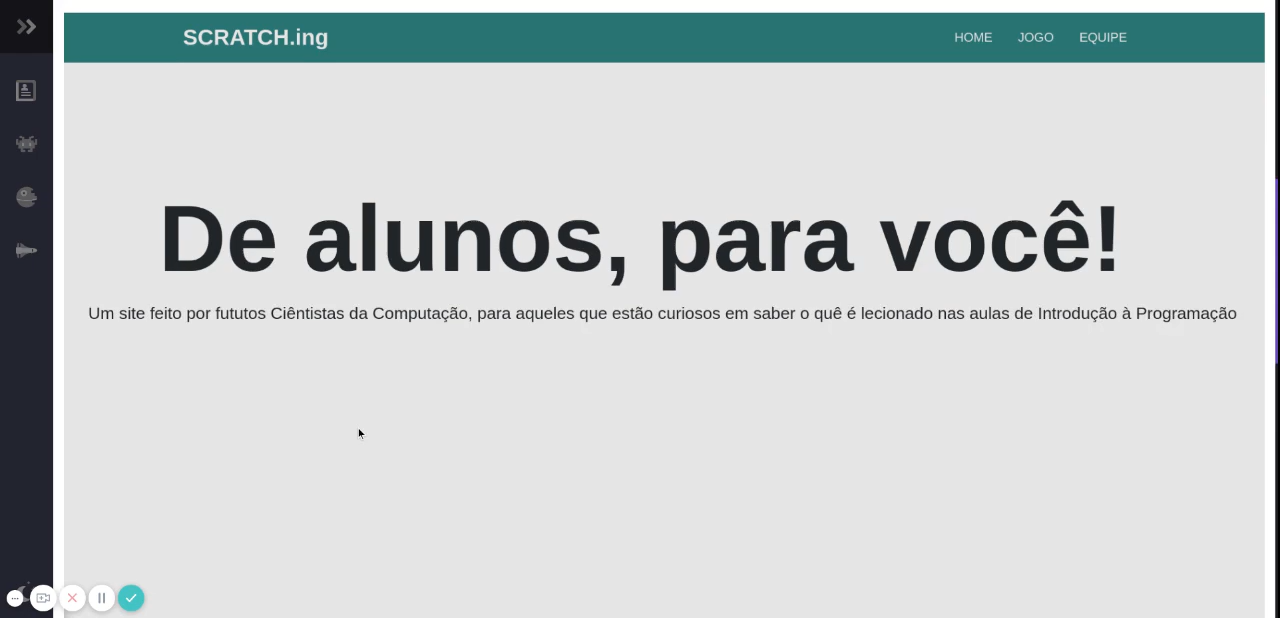 SCRATCH.ing
HOME JOGO EQUIPE
De alunos, para você!
Um site feito por fututos Ciêntistas da Computação, para aqueles que estão curiosos em saber o quê é lecionado nas aulas de Introdução à Programação